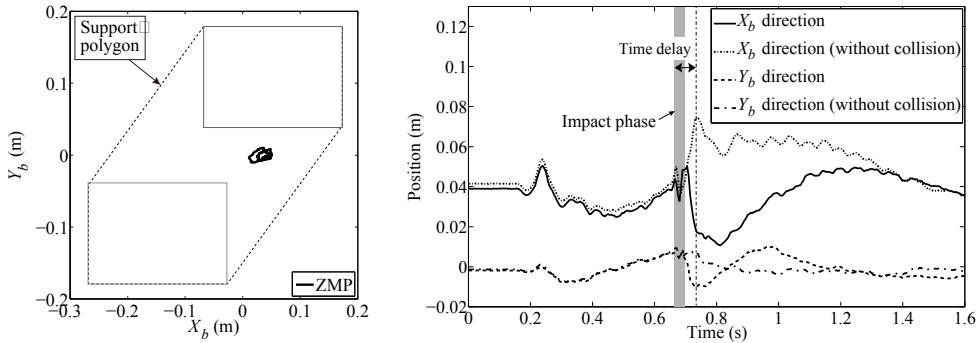 0.2
0.1
0
−0.1
−0.2
−0.3
−0.2
−0.1
0
0.1
0.2
Y_b (m)
X_b (m)
Support
polygon
ZMP
0.12
0.1
0.08
0.06
0.04
0.02
0
−0.02
0
0.2
0.4
0.6
0.8
1
1.2
1.4
1.6
Position (m)
Time (s)
Time delay
Impact phase
X_b direction
X_b direction (without collision)
Y_b direction
Y_b direction (without collision)